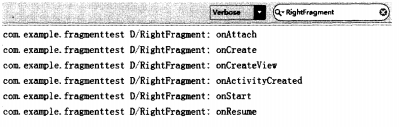 Verbose RightFragment
com.example.fragmenttest D/RightFragment: onAttach
com.example.fragmenttest D/RightFragment: onCreate
com.example.fragmenttest D/RightFragment: onCreateView
com.example.fragmenttest D/RightFragment: onActivityCreated
com.example.fragmenttest D/RightFragment: onStart
com.example.fragmenttest D/RightFragment: onResume